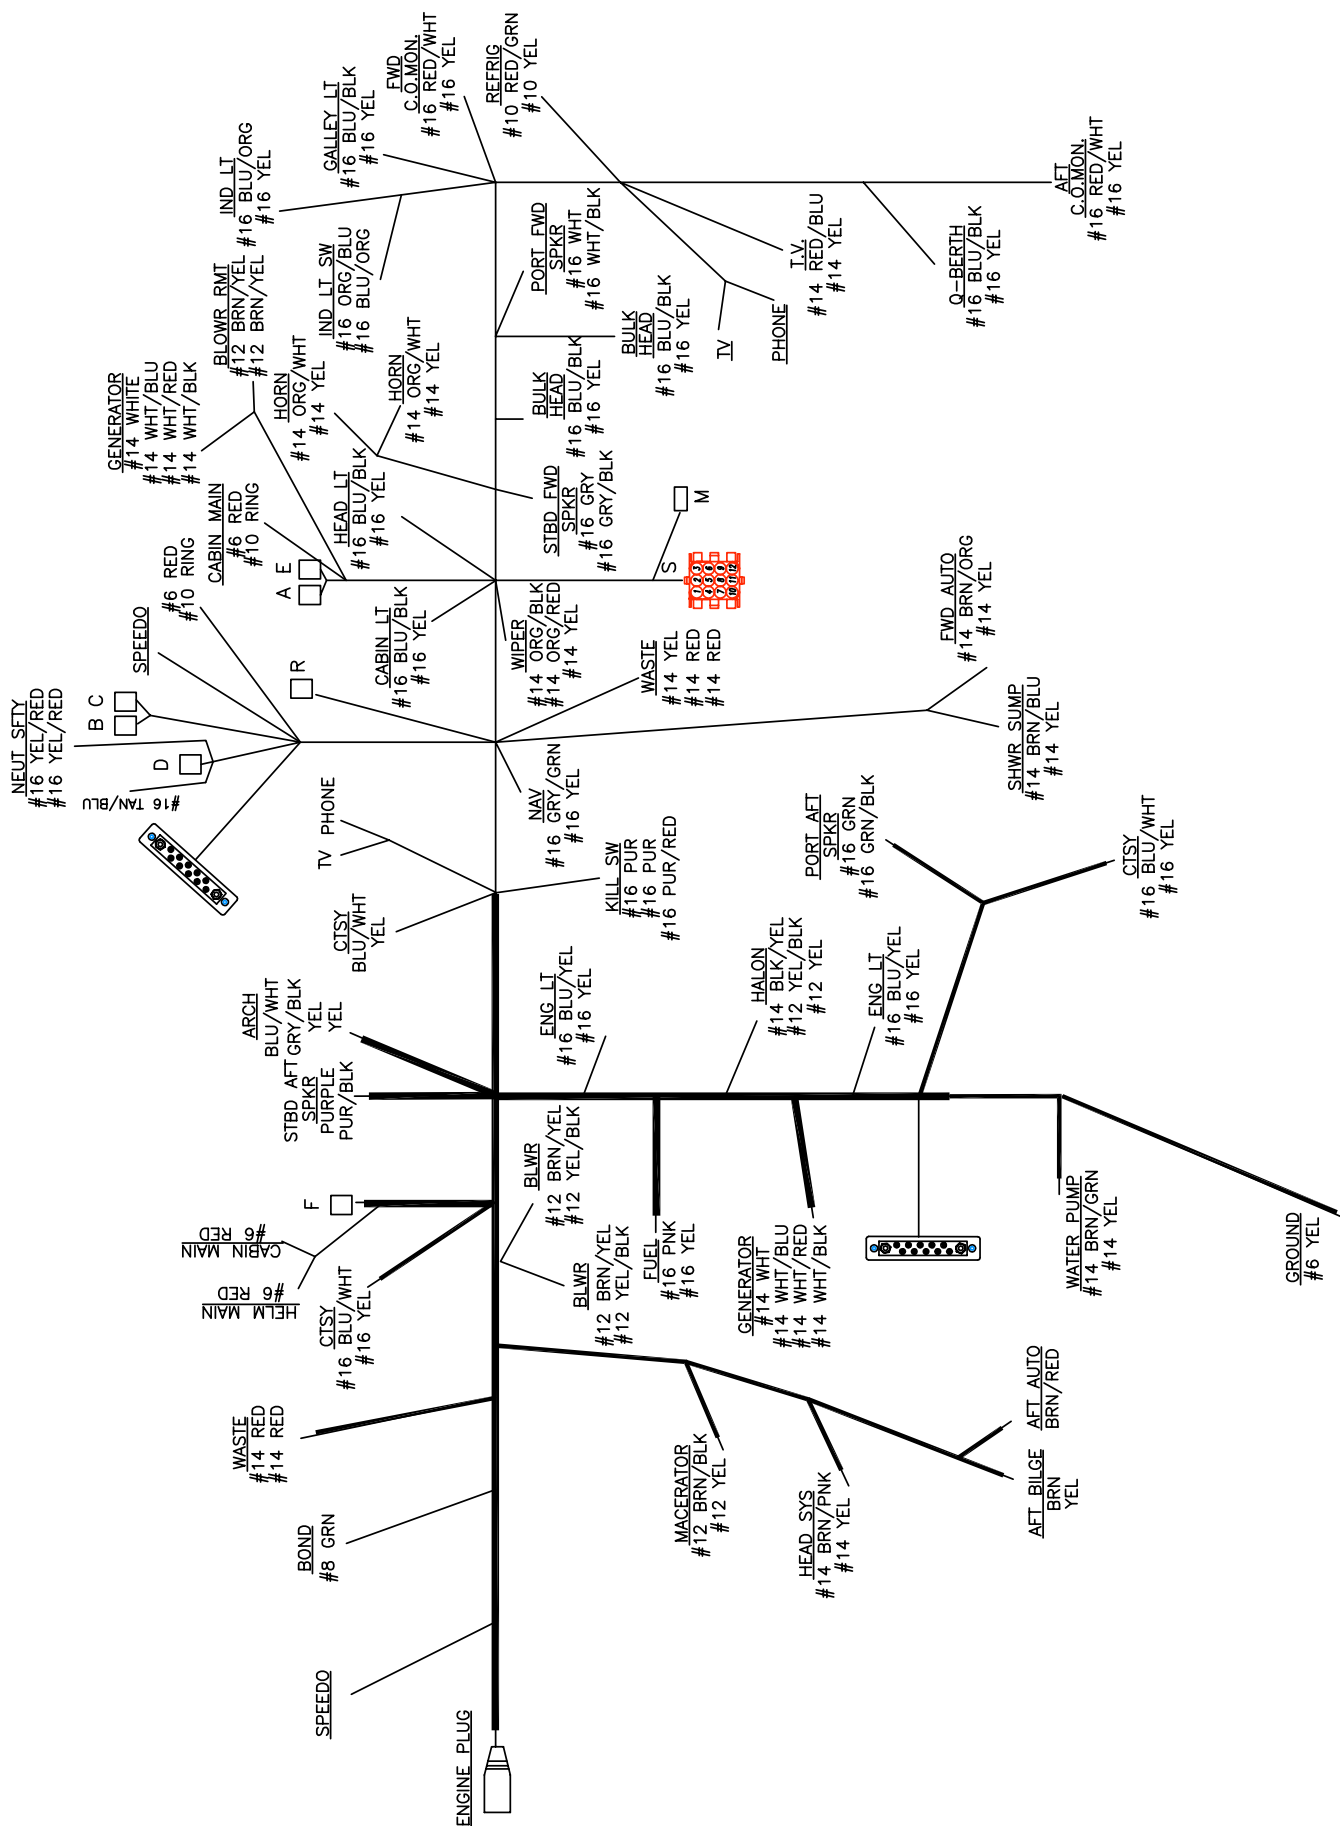 NEUT SFTY
#16 YEL/RED
#16 YEL/RED
#16 TAN/BLU
D
B
C
SPEEDO
#6 RED
#10 RING
CABIN MAIN
#6 RED
#10 RING
A
E
R
GENERATOR
#14 WHITE
#14 WHT/BLU
#14 WHT/RED
#14 WHT/BLK
BLOWR RMT
#12 BRN/YEL
#12 BRN/YEL
HORN
#14 ORG/WHT
#14 YEL
HORN
#14 ORG/WHT
#14 YEL
HEAD LT
#16 BLU/BLK
#16 YEL
IND LT
#16 BLU/ORG
#16 YEL
IND LT SW
#16 ORG/BLU
#16 BLU/ORG
GALLEY LT
#16 BLU/BLK
#16 YEL
FWD
C.O.MON.
#16 RED/WHT
#16 YEL
REFRIG
#10 RED/GRN
#10 YEL
PORT FWD
SPKR
#16 WHT
#16 WHT/BLK
BULK
HEAD
#16 BLU/BLK
#16 YEL
BULK
HEAD
#16 BLU/BLK
#16 YEL
TV
PHONE
T.V.
#14 RED/BLU
#14 YEL
Q-BERTH
#16 BLU/BLK
#16 YEL
AFT
C.O.MON.
#16 RED/WHT
#16 YEL
STBD FWD
SPKR
#16 GRY
#16 GRY/BLK
M
S
1 2 3
4 5 6
7 8 9
10 11 12
CABIN LT
#16 BLU/BLK
#16 YEL
WIPER
#14 ORG/BLK
#14 ORG/RED
#14 YEL
WASTE
#14 YEL
#14 RED
#14 RED
FWD AUTO
#14 BRN/ORG
#14 YEL
SHWR SUMP
#14 BRN/BLU
#14 YEL
NAV
#16 GRY/GRN
#16 YEL
TV
PHONE
KILL SW
#16 PUR
#16 PUR
#16 PUR/RED
CTSY
BLU/WHT
YEL
ARCH
BLU/WHT
GRY/BLK
YEL
YEL
STBD AFT
SPKR
PURPLE
PUR/BLK
F
CABIN MAIN
#6 RED
HELM MAIN
#6 RED
CTSY
#16 BLU/WHT
#16 YEL
ENG LT
#16 BLU/YEL
#16 YEL
HALON
#14 BLK/YEL
#12 YEL/BLK
#12 YEL
ENG LT
#16 BLU/YEL
#16 YEL
PORT AFT
SPKR
#16 GRN
#16 GRN/BLK
CTSY
#16 BLU/WHT
#16 YEL
BLWR
#12 BRN/YEL
#12 YEL/BLK
BLWR
#12 BRN/YEL
#12 YEL/BLK
FUEL
#16 PNK
#16 YEL
GENERATOR
#14 WHT
#14 WHT/BLU
#14 WHT/RED
#14 WHT/BLK
WATER PUMP
#14 BRN/GRN
#14 YEL
GROUND
#6 YEL
WASTE
#14 RED
#14 RED
BOND
#8 GRN
MACERATOR
#12 BRN/BLK
#12 YEL
HEAD SYS
#14 BRN/PNK
#14 YEL
AFT AUTO
BRN/RED
AFT BILGE
BRN
YEL
SPEEDO
ENGINE PLUG